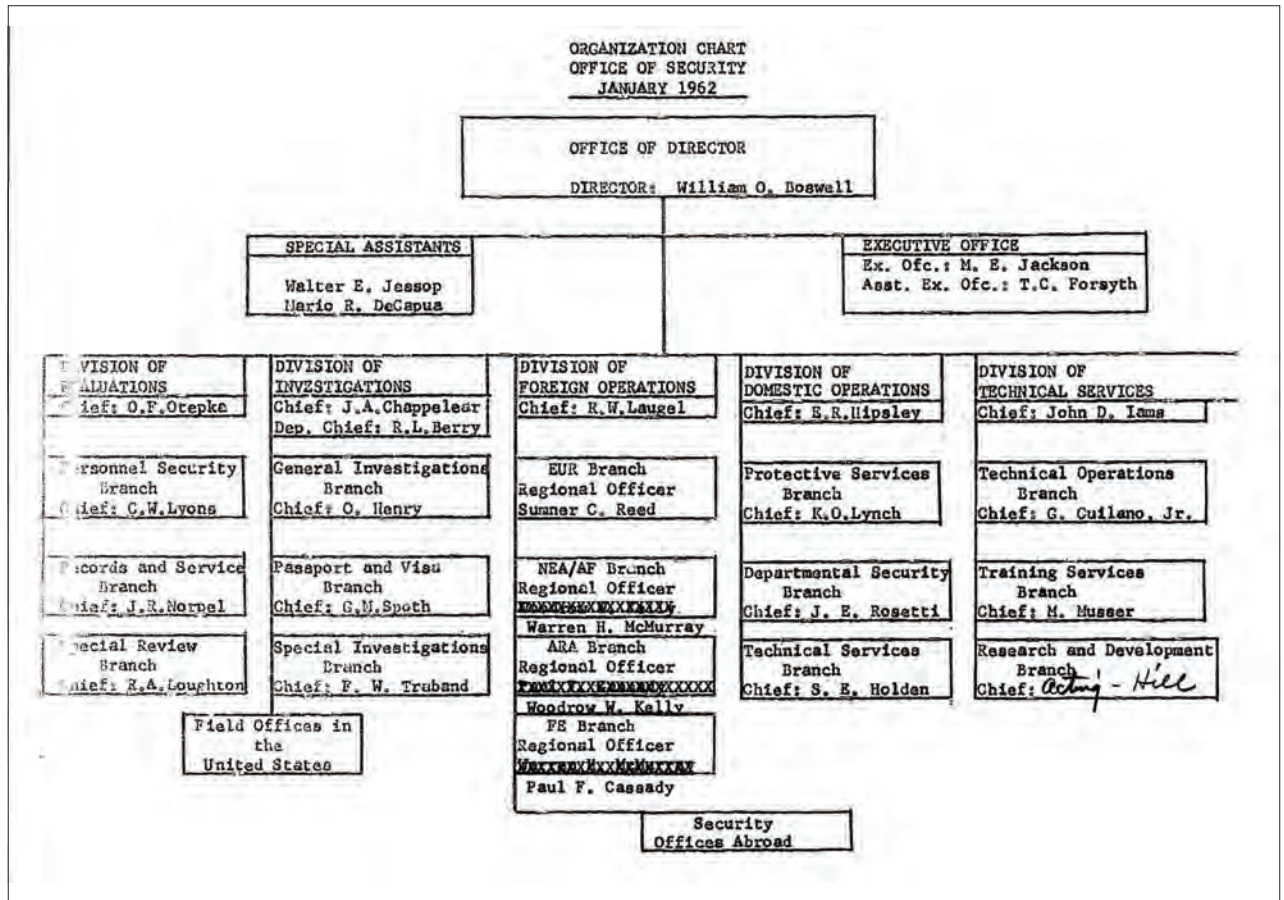 ORGANIZATION CHART
OFFICE OF SECURITY
JANUARY 1962
OFFICE OF DIRECTOR
DIRECTOR: William O. Boswell
SPECIAL ASSISTANTS
Walter E. Jessop
Mario R. DeCapua
EXECUTIVE OFFICE
Ex. Ofc.: M. E. Jackson
Asst. Ex. Ofc.: T.C. Forsyth
DIVISION OF
EVALUATIONS
Chief: O.F.Otepka
Personnel Security
Branch
Chief: C.W.Lyons
Records and Service
Branch
Chief: J.R.Norpel
Special Review
Branch
Chief: R.A.Loughton
DIVISION OF
INVESTIGATIONS
Chief: J.A.Chappelear
Dep. Chief: R.L.Berry
General Investigations
Branch
Chief: O. Henry
Passport and Visa
Branch
Chief: G.M.Spoth
Special Investigations
Branch
Chief: F. W. Truband
Field Offices in
the
United States
DIVISION OF
FOREIGN OPERATIONS
Chief: R.W.Laugel
EUR Branch
Regional Officer
Sumner C. Reed
NEA/AF Branch
Regional Officer
Warren H. McMurray
ARA Branch
Regional Officer
Woodrow W. Kelly
FE Branch
Regional Officer
Paul F. Cassady
Security
Offices Abroad
DIVISION OF
DOMESTIC OPERATIONS
Chief: E.R.Hipsley
Protective Services
Branch
Chief: K.O.Lynch
Departmental Security
Branch
Chief: J. E. Rosetti
Technical Services
Branch
Chief: S. E. Holden
DIVISION OF
TECHNICAL SERVICES
Chief: John D. Iams
Technical Operations
Branch
Chief: G. Cuilano, Jr.
Training Services
Branch
Chief: M. Musser
Research and Development
Branch
Chief: Acting - Hill